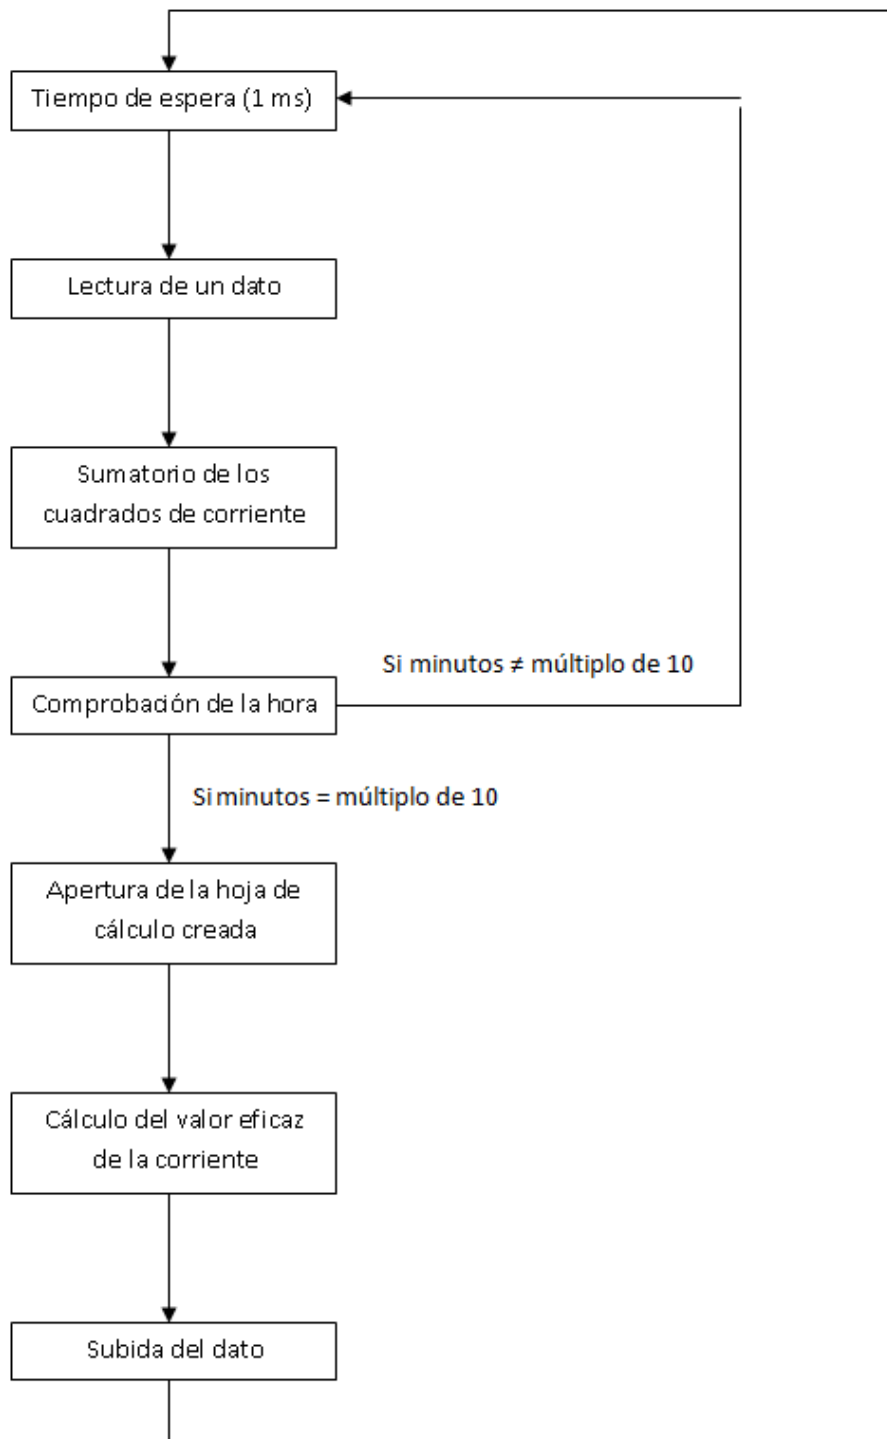 Tiempo de espera (1 ms)
Lectura de un dato
Sumatorio de los
cuadrados de corriente
Si minutos ≠ múltiplo de 10
Comprobación de la hora
Si minutos = múltiplo de 10
Apertura de la hoja de
cálculo creada
Cálculo del valor eficaz
de la corriente
Subida del dato